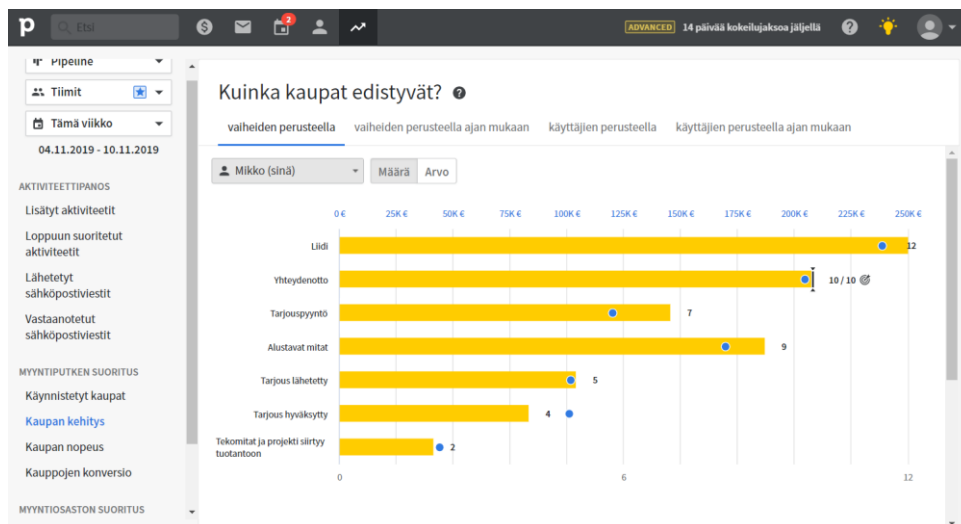 p
Etsi
2
ADVANCED
14 päivää kokeilujaksoa jäljellä
?
Pipeline
Tiimit
Tämä viikko
04.11.2019 - 10.11.2019
AKTIVITEETTIPANOS
Lisätyt aktiviteetit
Loppuun suoritetut
aktiviteetit
Lähetetyt
sähköpostiviestit
Vastaanotetut
sähköpostiviestit
MYYNTIPUTKEN SUORITUS
Käynnistetyt kaupat
Kaupan kehitys
Kaupan nopeus
Kauppojen konversio
MYYNTIOSASTON SUORITUS
Kuinka kaupat edistyvät? ?
vaiheiden perusteella vaiheiden perusteella ajan mukaan käyttäjien perusteella käyttäjien perusteella ajan mukaan
Mikko (sinä) Määrä Arvo
0 € 25K € 50K € 75K € 100K € 125K € 150K € 175K € 200K € 225K € 250K €
Liidi 12
Yhteydenotto 10 / 10
Tarjouspyyntö 7
Alustavat mitat 9
Tarjous lähetetty 5
Tarjous hyväksytty 4
Tekomitat ja projekti siirtyy
tuotantoon 2
0 6 12